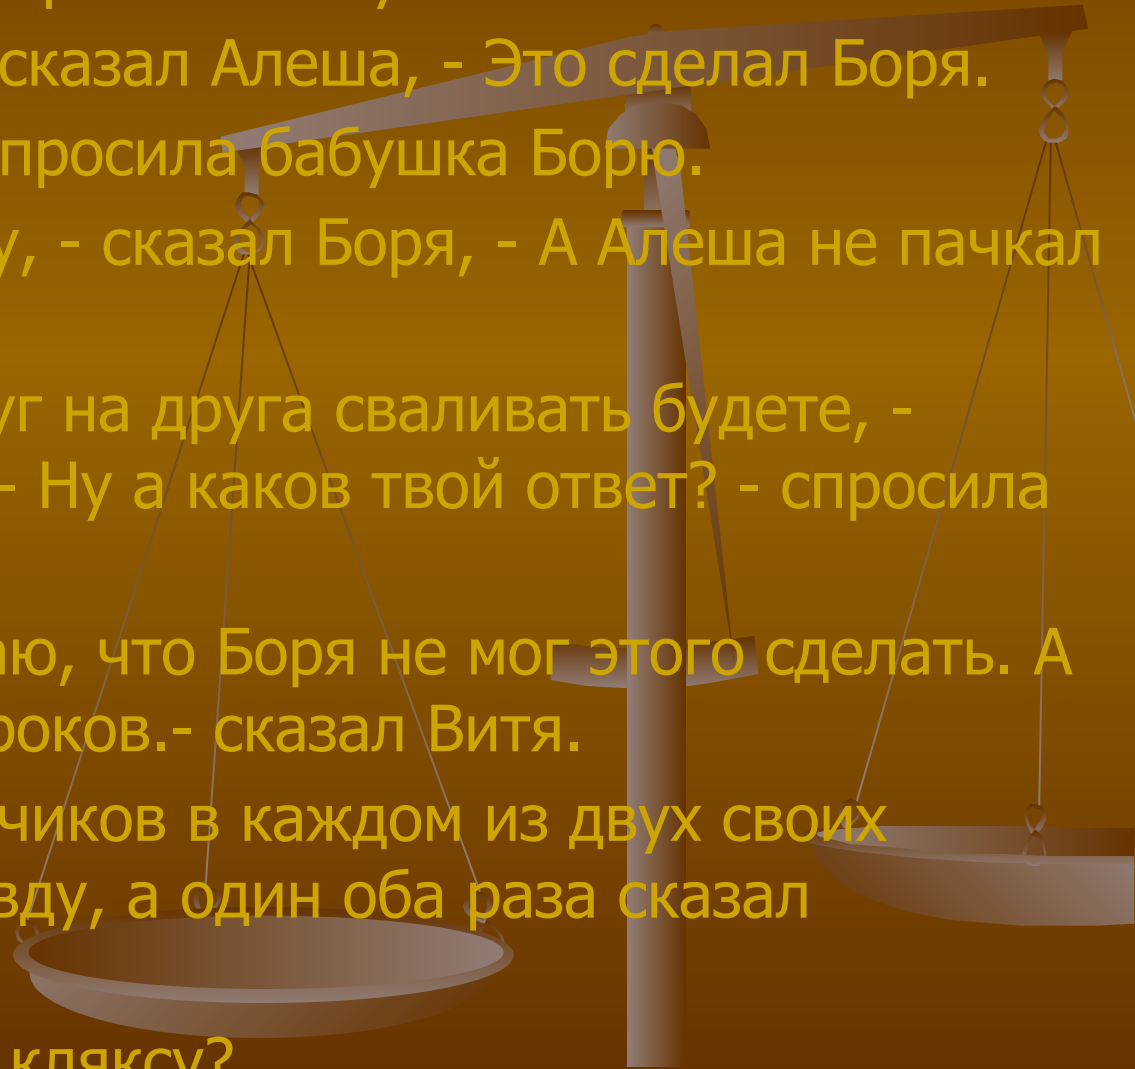 сказал Алеша, - Это сделал Боря.
просила бабушка Борю.
у, - сказал Боря, - А Алеша не пачкал
уг на друга сваливать будете, -
- Ну а каков твой ответ? - спросила
аю, что Боря не мог этого сделать. А
роков.- сказал Витя.
чиков в каждом из двух своих
вду, а один оба раза сказал
кляксу?